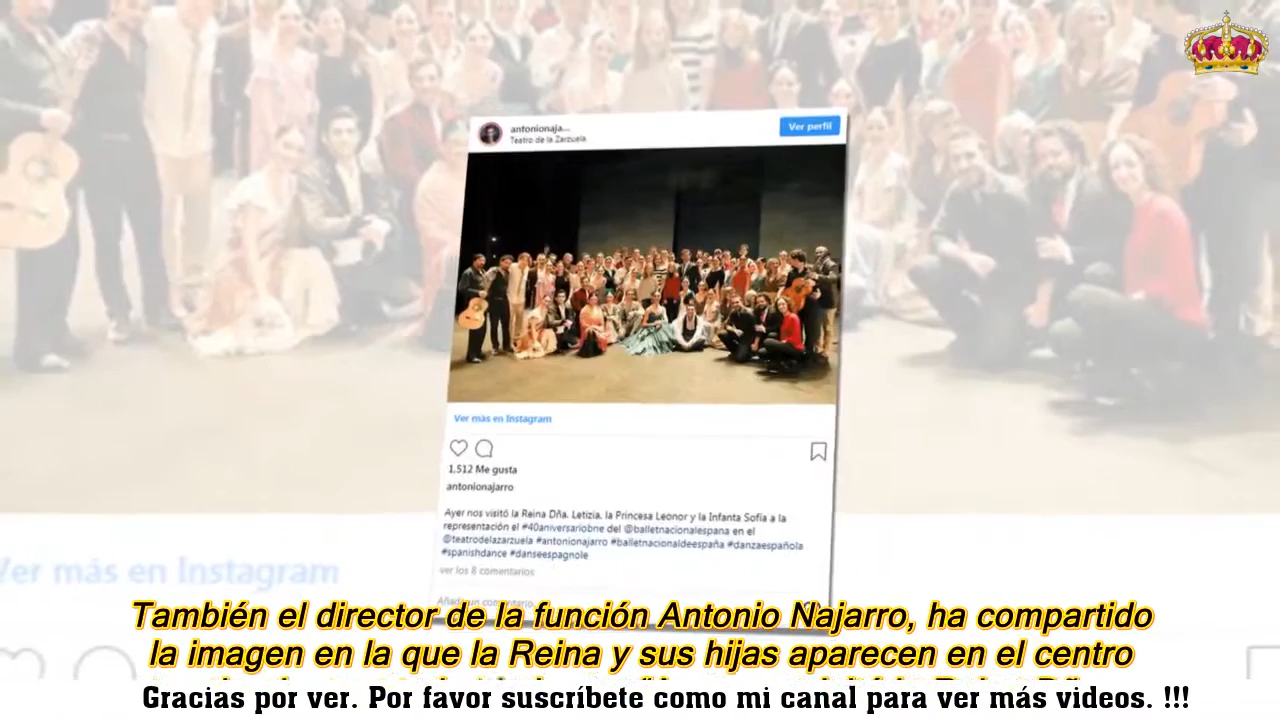 antonionaja...
Teatro de la Zarzuela
Ver perfil
Ver más en Instagram
1.512 Me gusta
antonionajarro
Ayer nos visitó la Reina Dña. Letizia, la Princesa Leonor y la Infanta Sofía a la
representación el #40aniversariobne del @balletnacionalespana en el
@teatrodelazarzuela #antonionajarro #balletnacionaldeespaña #danzaespañola
#spanishdance #danseespagnole
ver los 8 comentarios
Añade un comentario
Ver más en Instagram
También el director de la función Antonio Najarro, ha compartido
la imagen en la que la Reina y sus hijas aparecen en el centro
Gracias por ver. Por favor suscríbete como mi canal para ver más videos. !!!